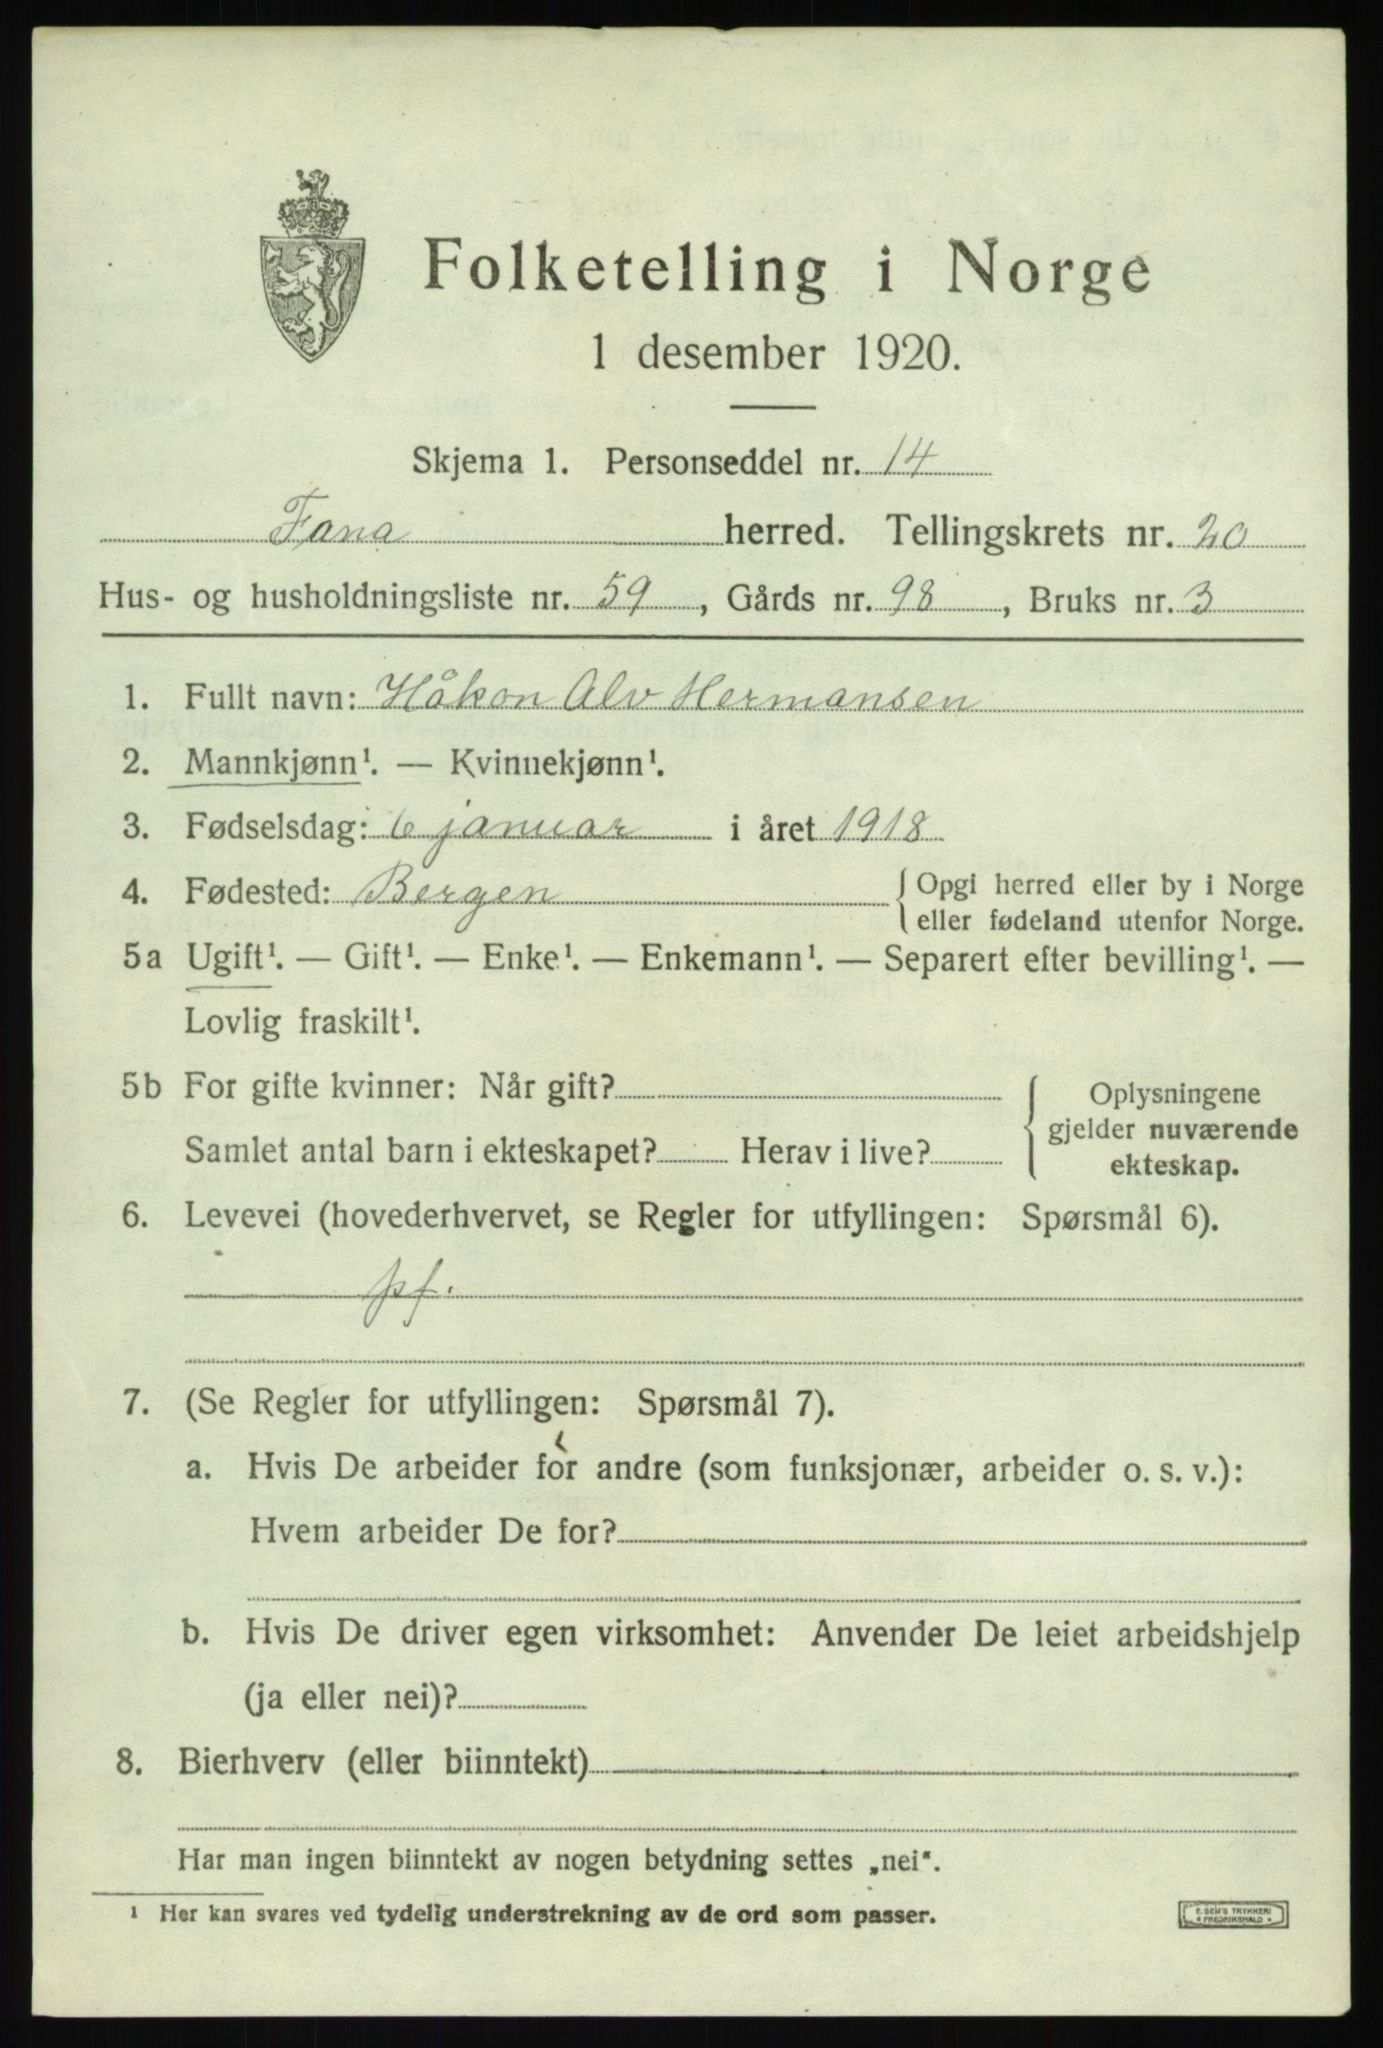 Folketelling i Norge
1 desember 1920.
Skjema 1. Personseddel nr. 14
Fana herred. Tellingskrets nr. 20
Hus- og husholdningsliste nr. 59, Gårds nr. 98, Bruks nr. 3
1. Fullt navn: Håkon Alv Hermansen
2. Mannkjønn¹. — Kvinnekjønn¹.
3. Fødselsdag: 6 januar i året 1918
4. Fødested: Bergen {Opgi herred eller by i Norge
eller fødeland utenfor Norge.
5a Ugift¹. — Gift¹. — Enke¹. — Enkemann¹. — Separert efter bevilling¹. —
Lovlig fraskilt¹.
5b For gifte kvinner: Når gift?
Samlet antal barn i ekteskapet? Herav i live?
Oplysningene
gjelder nuværende
ekteskap.
6. Levevei (hovederhvervet, se Regler for utfyllingen: Spørsmål 6).
pf.
7. (Se Regler for utfyllingen: Spørsmål 7).
a. Hvis De arbeider for andre (som funksjonær, arbeider o. s. v.):
Hvem arbeider De for?
b. Hvis De driver egen virksomhet: Anvender De leiet arbeidshjelp
(ja eller nei)?
8. Bierhverv (eller biinntekt)
Har man ingen biinntekt av nogen betydning settes „nei".
¹ Her kan svares ved tydelig understrekning av de ord som passer.
E. SEM'S TRYKKERI
FREDRIKSHALD